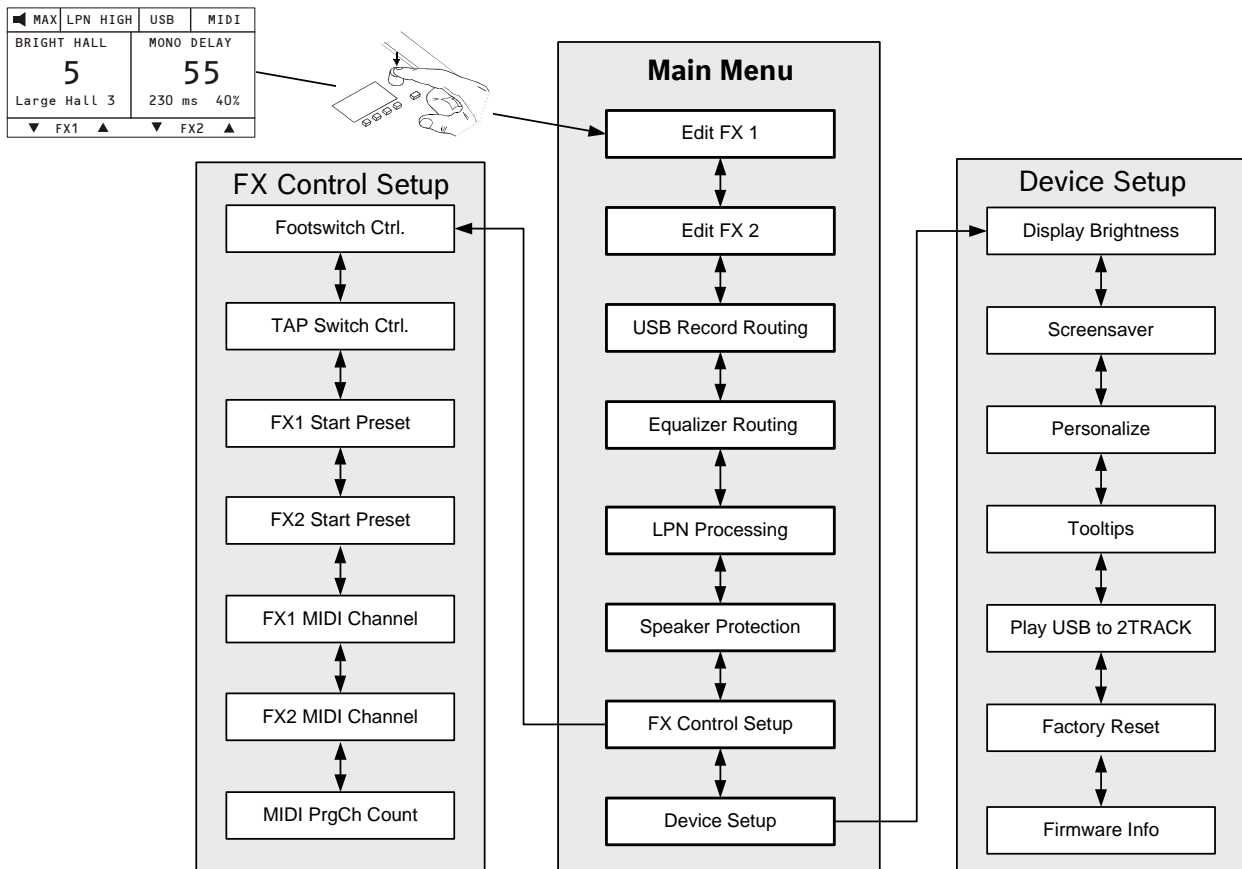 MAX LPN HIGH USB MIDI
BRIGHT HALL
5
Large Hall 3
MONO DELAY
55
230 ms 40%
▼ FX1 ▲ ▼ FX2 ▲
Main Menu
Edit FX 1
Edit FX 2
USB Record Routing
Equalizer Routing
LPN Processing
Speaker Protection
FX Control Setup
Device Setup
FX Control Setup
Footswitch Ctrl.
TAP Switch Ctrl.
FX1 Start Preset
FX2 Start Preset
FX1 MIDI Channel
FX2 MIDI Channel
MIDI PrgCh Count
Device Setup
Display Brightness
Screensaver
Personalize
Tooltips
Play USB to 2TRACK
Factory Reset
Firmware Info